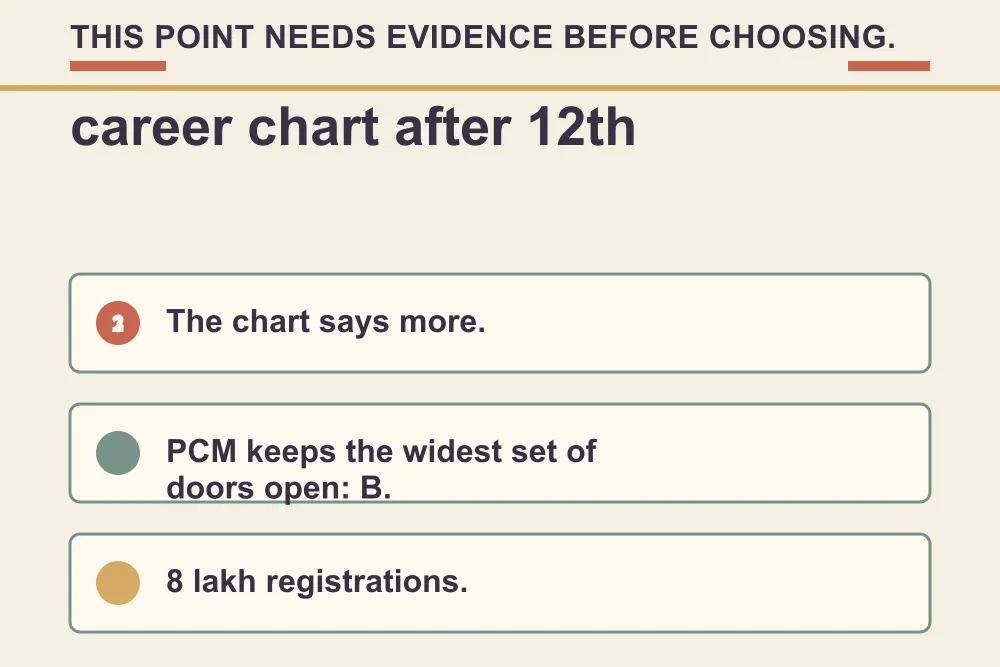 THIS POINT NEEDS EVIDENCE BEFORE CHOOSING.
career chart after 12th
The chart says more.
PCM keeps the widest set of
doors open: B.
8 lakh registrations.